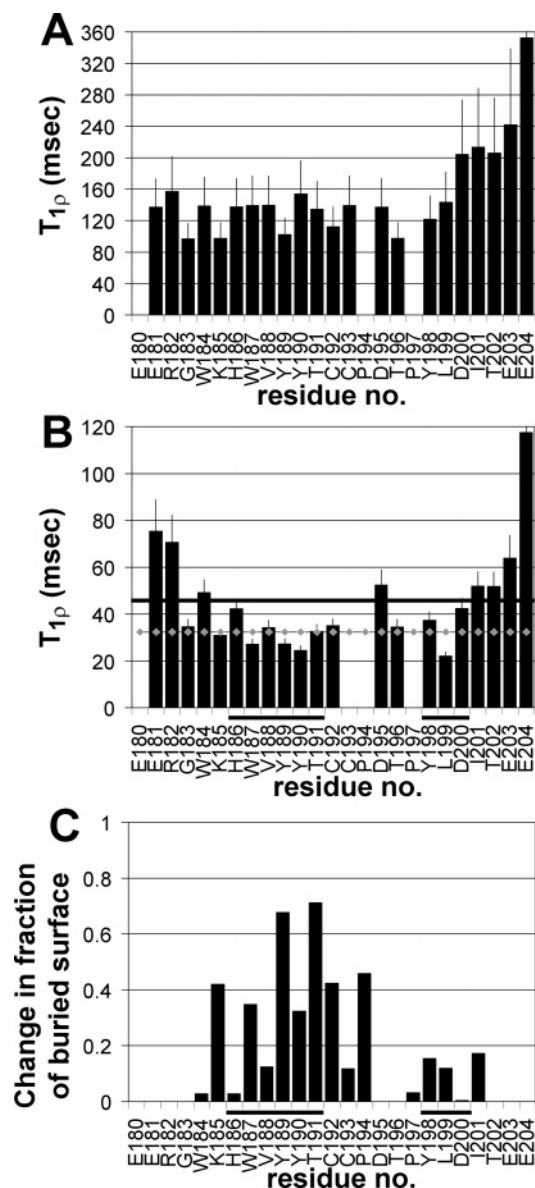 A
T1ρ (msec)
360
320
280
240
200
160
120
80
40
0
E180
E181
R182
G183
W184
K185
H186
W187
V188
Y189
Y190
T191
C192
C193
P194
D195
T196
P197
Y198
L199
D200
I201
T202
E203
E204
residue no.
B
T1ρ (msec)
120
100
80
60
40
20
0
E180
E181
R182
G183
W184
K185
H186
W187
V188
Y189
Y190
T191
C192
C193
P194
D195
T196
P197
Y198
L199
D200
I201
T202
E203
E204
residue no.
C
Change in fraction
of buried surface
1
0.8
0.6
0.4
0.2
0
E180
E181
R182
G183
W184
K185
H186
W187
V188
Y189
Y190
T191
C192
C193
P194
D195
T196
P197
Y198
L199
D200
I201
T202
E203
E204
residue no.